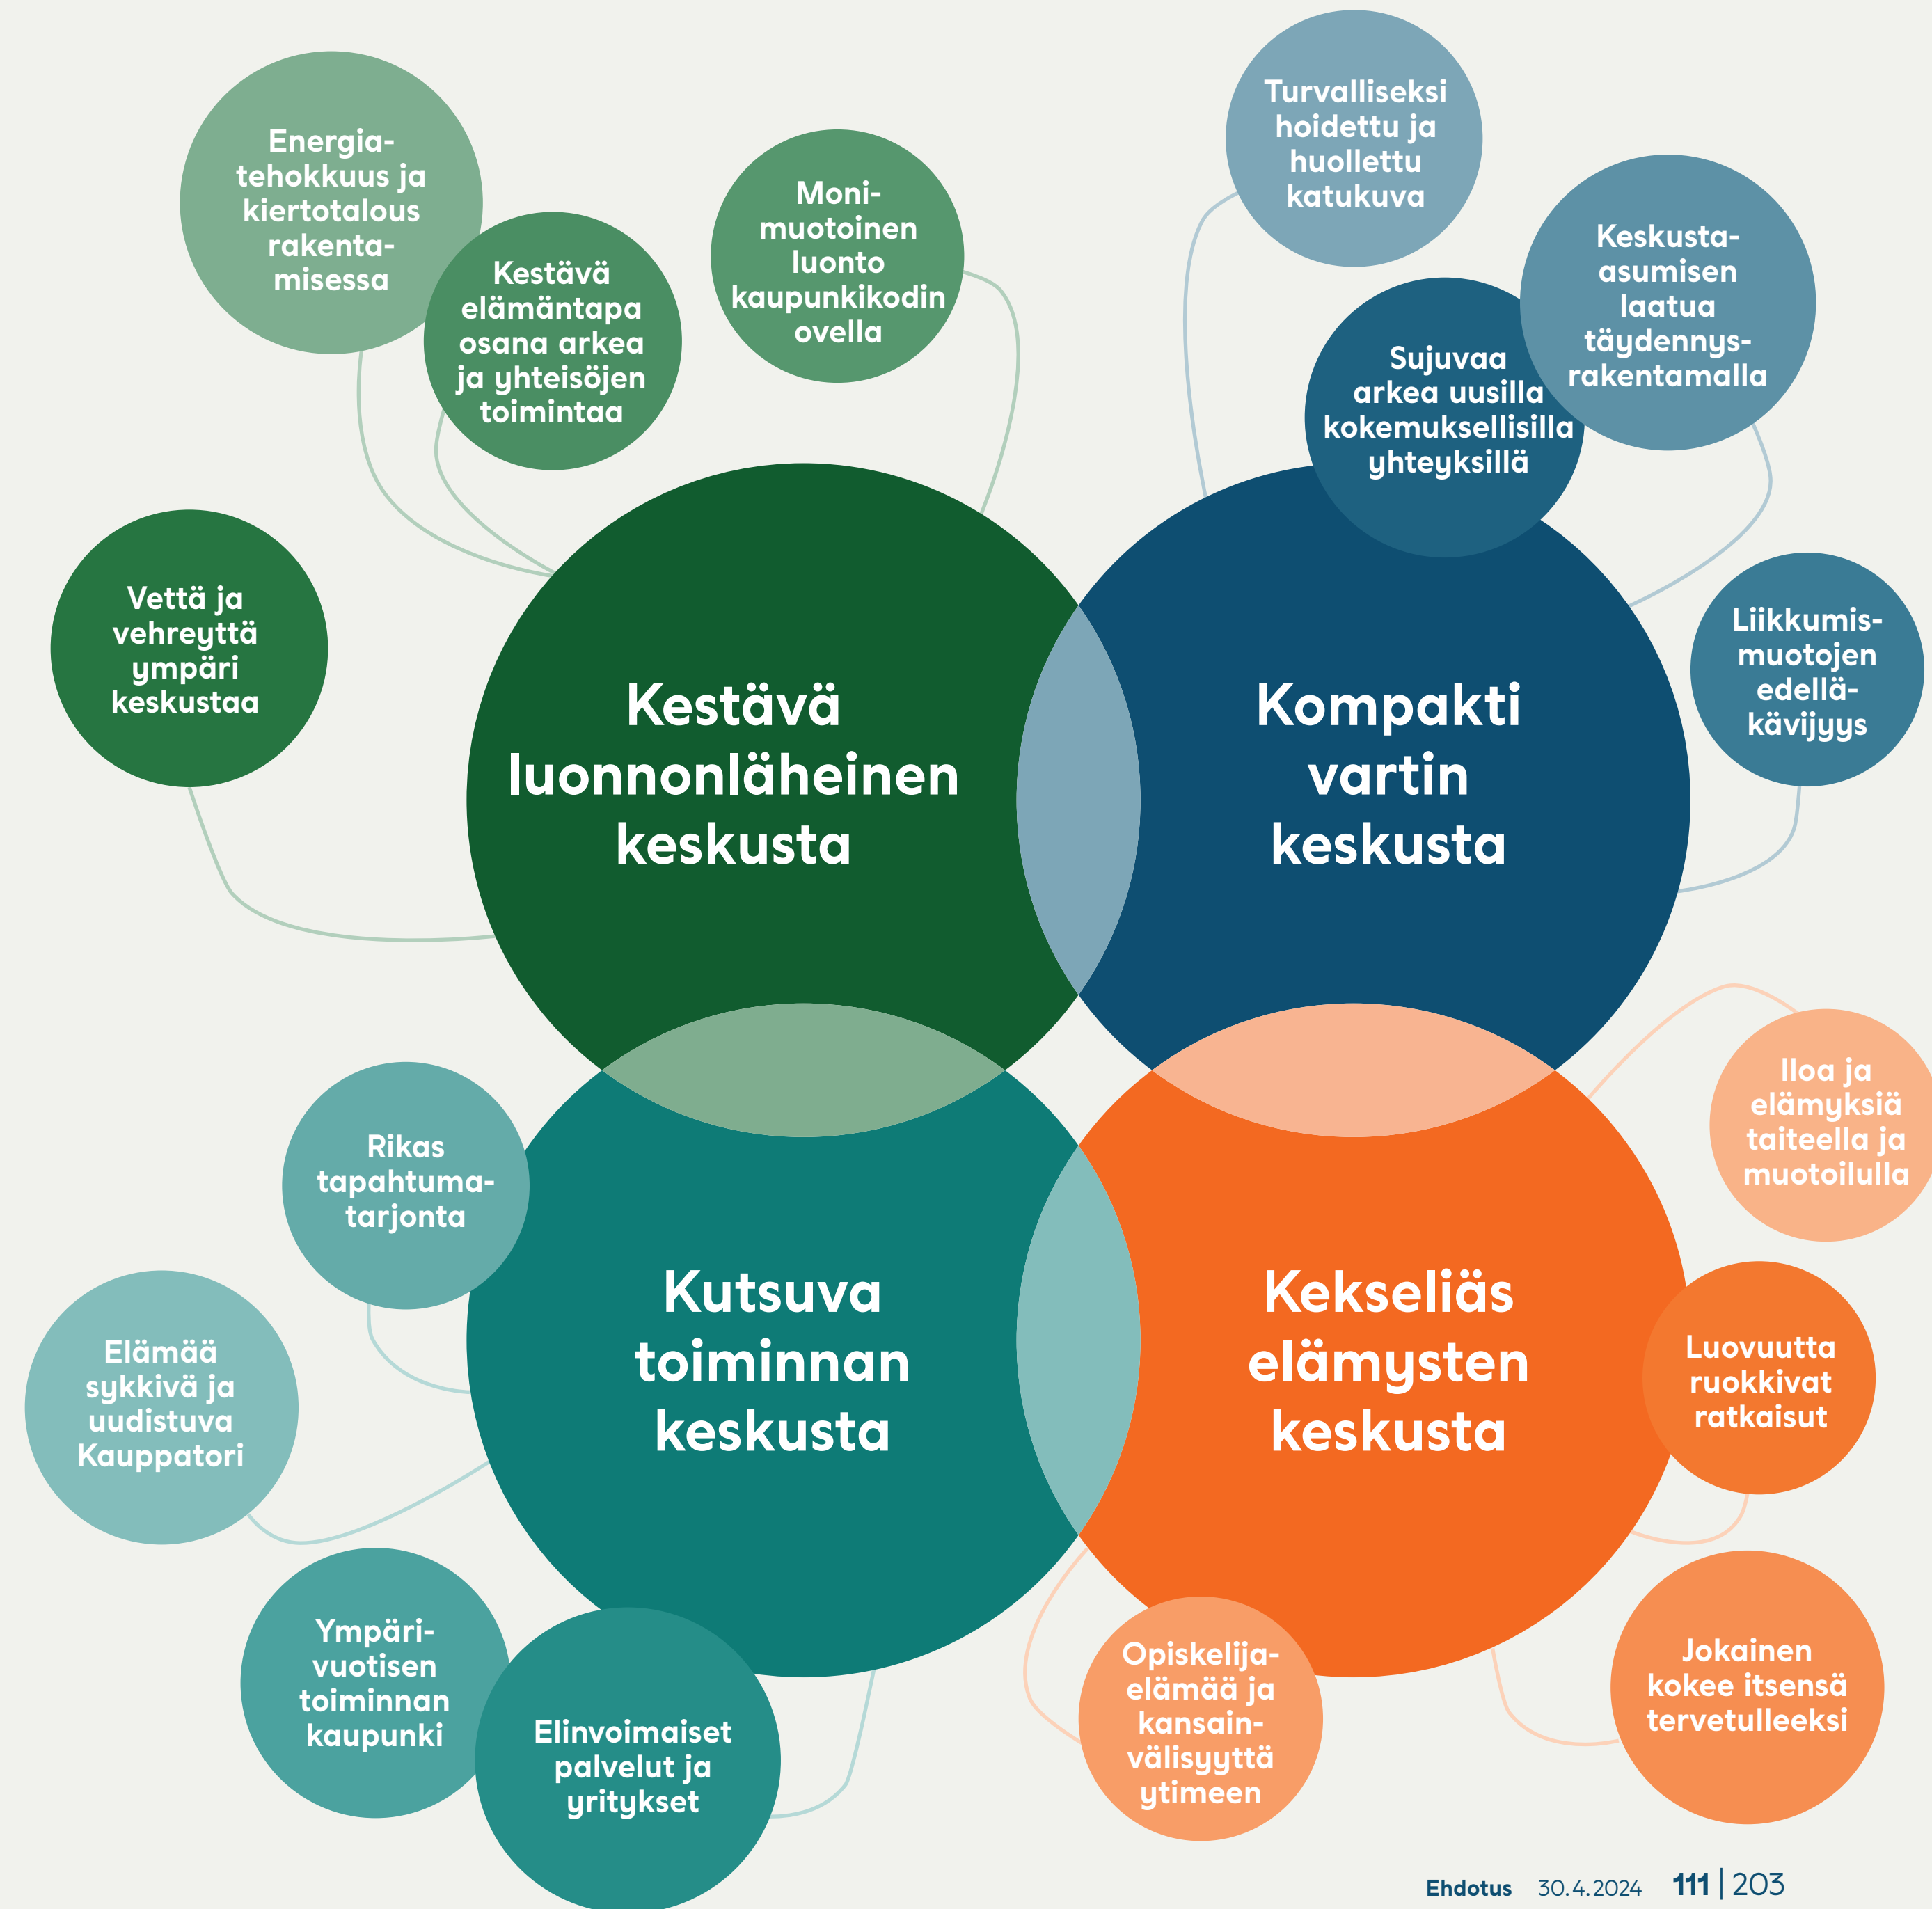 Energia-
tehokkuus ja
kiertotalous
rakenta-
misessa
Kestävä
elämäntapa
osana arkea
ja yhteisöjen
toimintaa
Moni-
muotoinen
luonto
kaupunkikodin
ovella
Vettä ja
vehreyttä
ympäri
keskustaa
Kestävä
luonnonläheinen
keskusta
Turvalliseksi
hoidettu ja
huollettu
katukuva
Sujuvaa
arkea uusilla
kokemuksellisilla
yhteyksillä
Keskusta-
asumisen
laatua
täydennys-
rakentamalla
Liikkumis-
muotojen
edellä-
kävijyys
Kompakti
vartin
keskusta
Rikas
tapahtuma-
tarjonta
Elämää
sykkivä ja
uudistuva
Kauppatori
Ympäri-
vuotisen
toiminnan
kaupunki
Elinvoimaiset
palvelut ja
yritykset
Kutsuva
toiminnan
keskusta
Kekseliäs
elämysten
keskusta
Iloa ja
elämyksiä
taiteella ja
muotoilulla
Luovuutta
ruokkivat
ratkaisut
Jokainen
kokee itsensä
tervetulleeksi
Opiskelija-
elämää ja
kansain-
välisyyttä
ytimeen
Ehdotus 30.4.2024 111 | 203